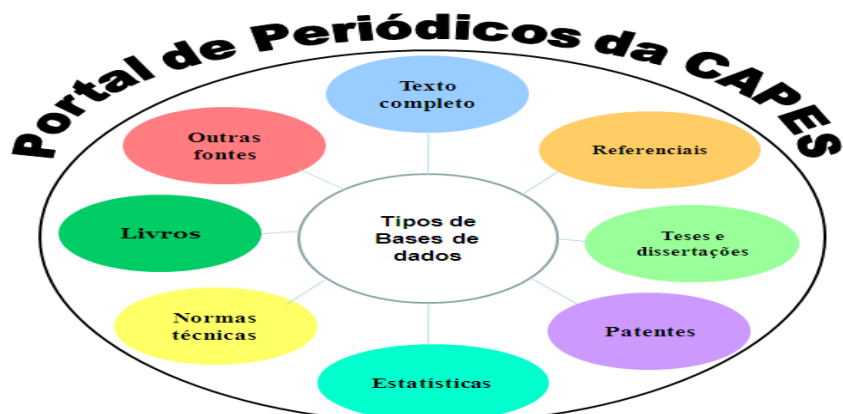 Portal de Periódicos da CAPES
Texto
completo
Outras
fontes
Referenciais
Livros
Tipos de
Bases de
dados
Teses e
dissertações
Normas
técnicas
Patentes
Estatísticas